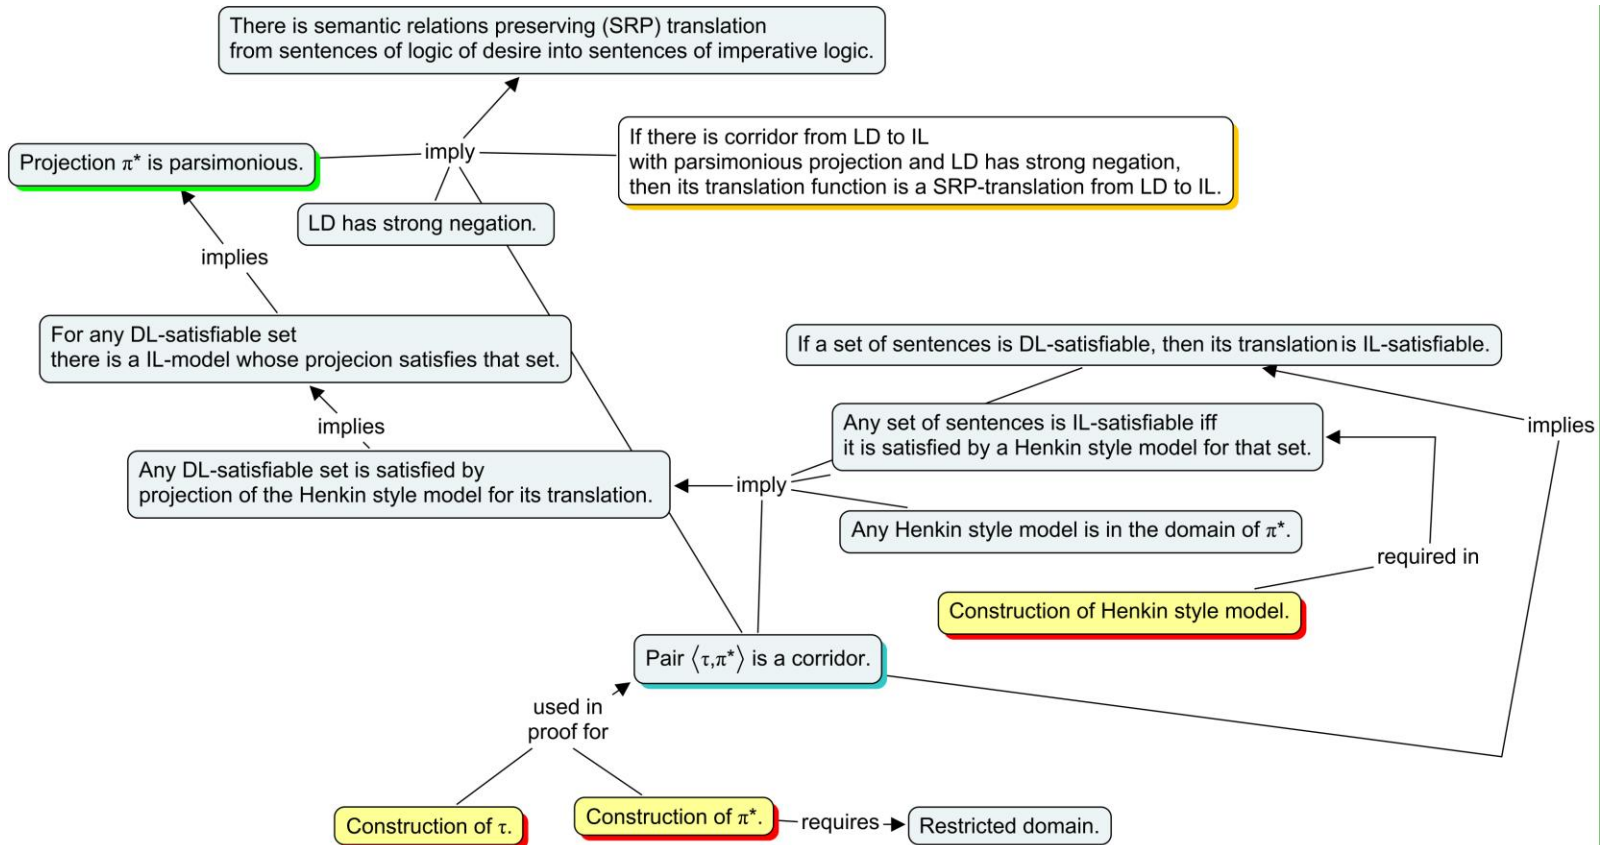 There is semantic relations preserving (SRP) translation
from sentences of logic of desire into sentences of imperative logic.
If there is corridor from LD to IL
with parsimonious projection and LD has strong negation,
then its translation function is a SRP-translation from LD to IL.
imply
Projection π* is parsimonious.
LD has strong negation.
implies
For any DL-satisfiable set
there is a IL-model whose projecion satisfies that set.
If a set of sentences is DL-satisfiable, then its translation is IL-satisfiable.
implies
Any set of sentences is IL-satisfiable iff
it is satisfied by a Henkin style model for that set.
implies
Any DL-satisfiable set is satisfied by
projection of the Henkin style model for its translation.
imply
Any Henkin style model is in the domain of π*.
required in
Construction of Henkin style model.
Pair ⟨τ,π*⟩ is a corridor.
used in
proof for
Construction of τ.
Construction of π*.
requires
Restricted domain.